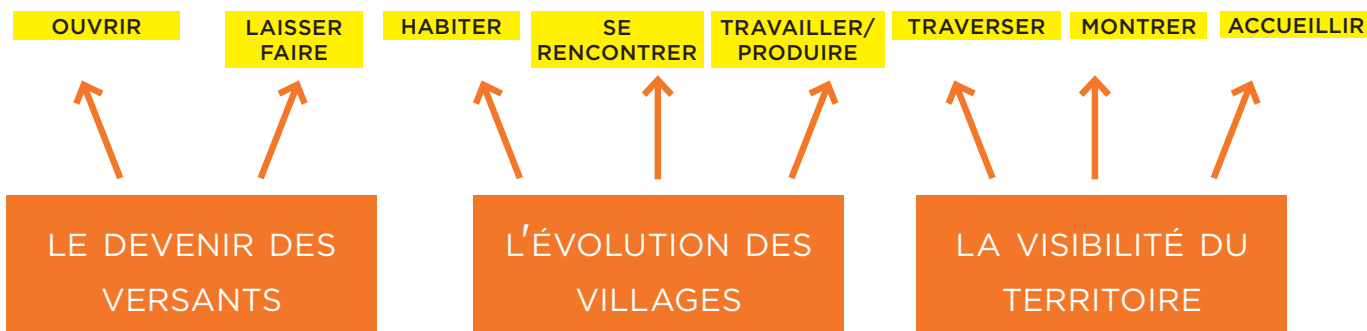 OUVRIR
LAISSER
FAIRE
HABITER
SE
RENCONTRER
TRAVAILLER/
PRODUIRE
TRAVERSER
MONTRER
ACCUEILLIR
LE DEVENIR DES
VERSANTS
L'ÉVOLUTION DES
VILLAGES
LA VISIBILITÉ DU
TERRITOIRE